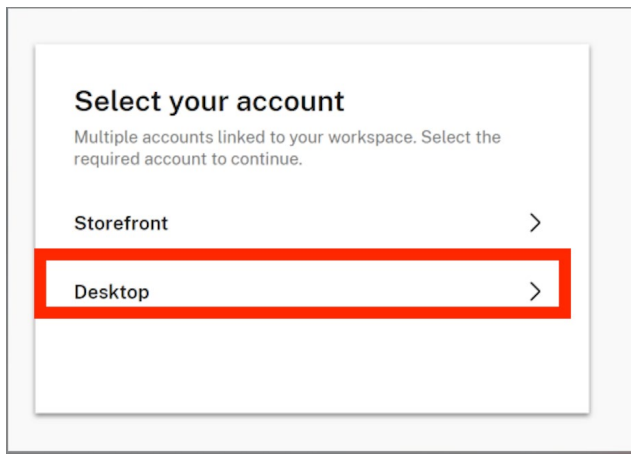 Select your account
Multiple accounts linked to your workspace. Select the
required account to continue.
Storefront
Desktop